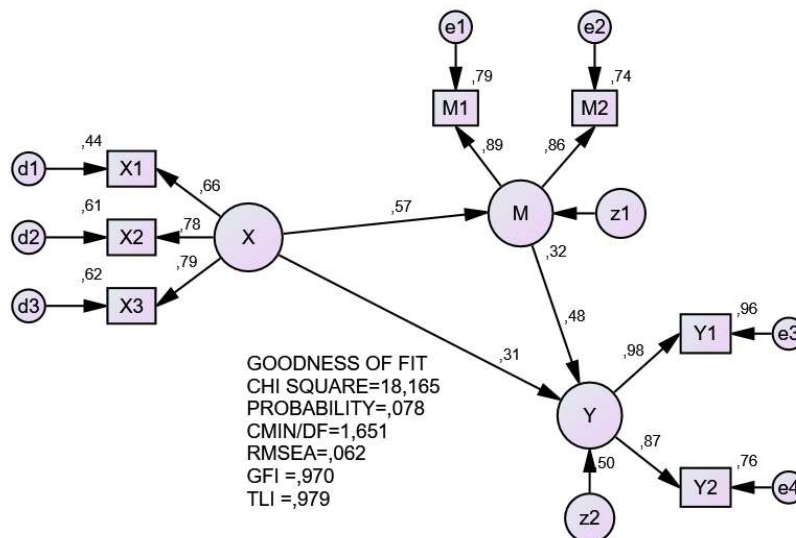 e1
e2
,79
,74
M1
M2
,44
,89
,86
d1
X1
,66
M
z1
,61
,57
d2
X2
,78
X
,32
,62
,79
d3
X3
,48
,96
Y1
e3
,31
,98
GOODNESS OF FIT
CHI SQUARE=18,165
PROBABILITY=,078
CMIN/DF=1,651
RMSEA=,062
GFI =,970
TLI =,979
Y
,87
,76
,50
Y2
e4
z2